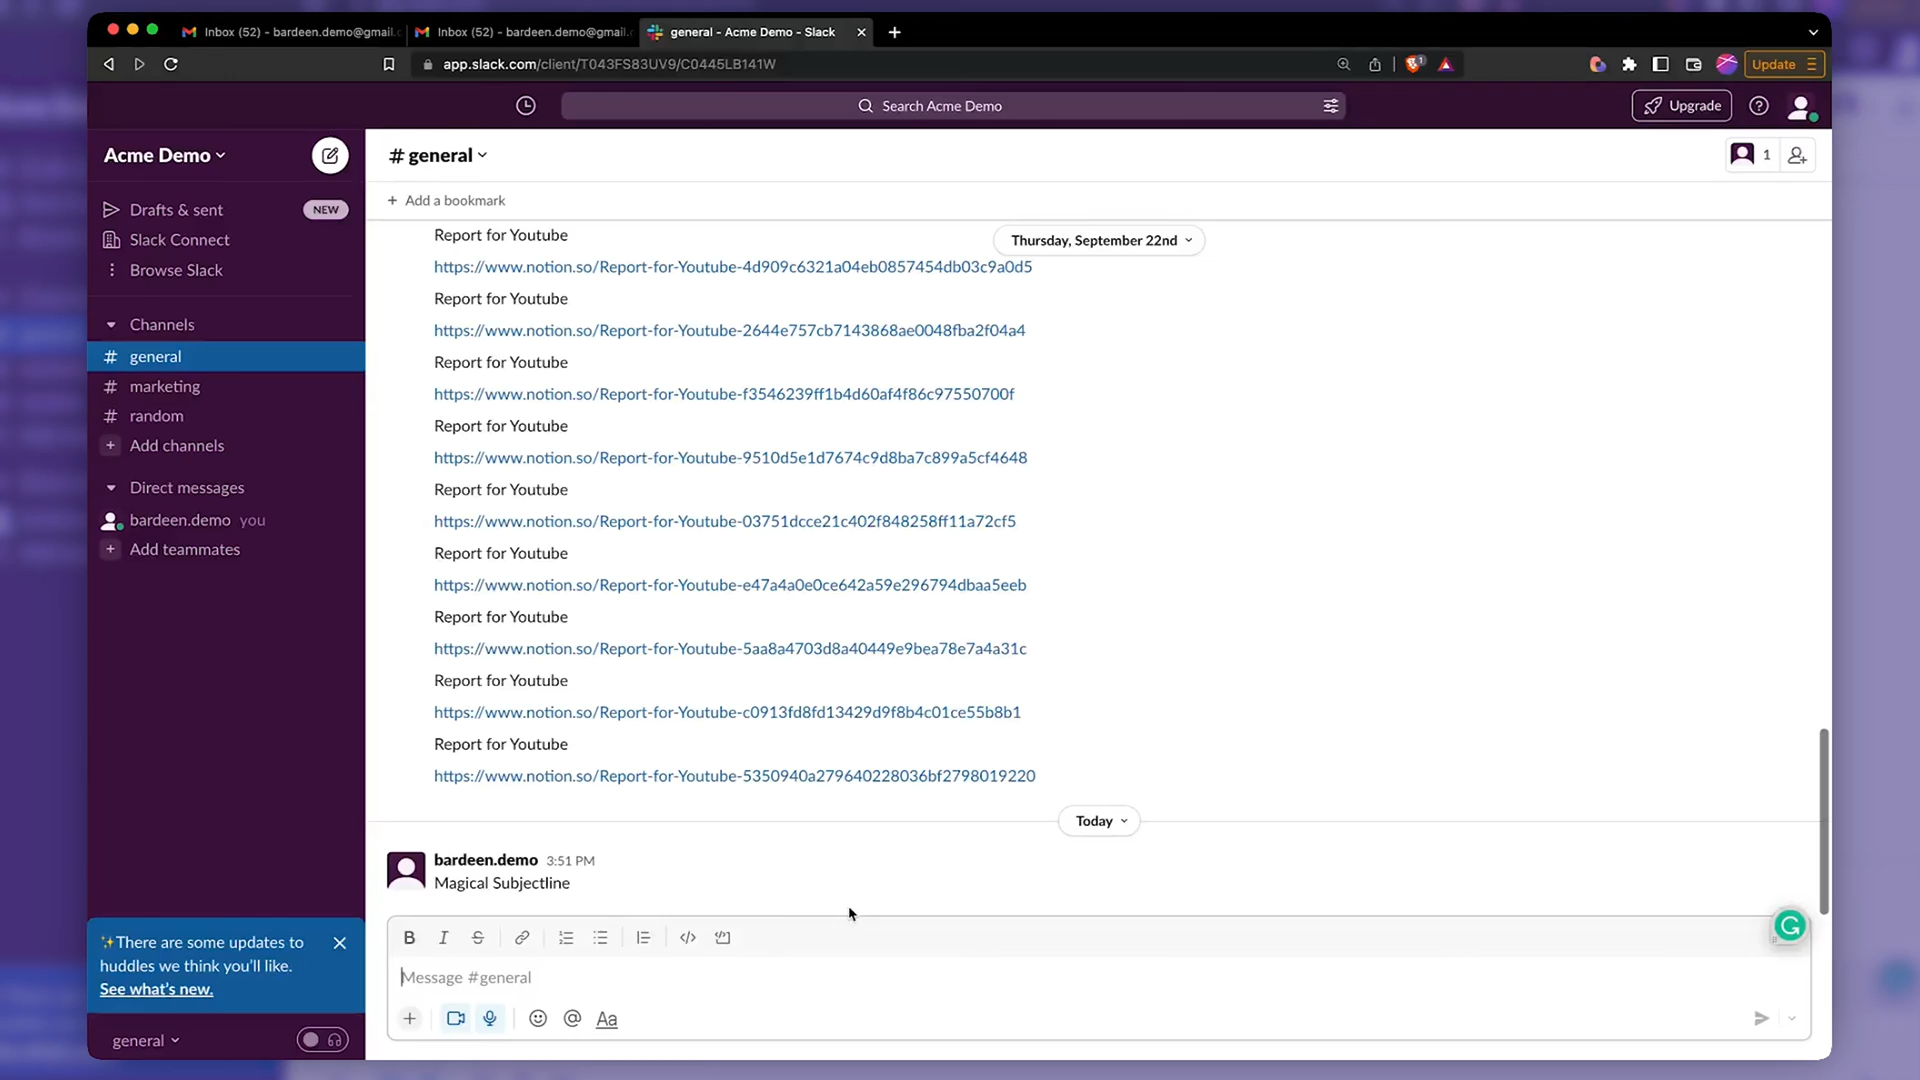 Inbox (52) - bardeen.demo@gmail.
Inbox (52) - bardeen.demo@gmail.
general - Acme Demo - Slack
app.slack.com/client/T043FS83UV9/C0445LB141W
1
Update
Search Acme Demo
Upgrade
Acme Demo
# general
1
Add a bookmark
Drafts & sent
NEW
Slack Connect
Browse Slack
Channels
# general
# marketing
# random
+ Add channels
Direct messages
bardeen.demo you
+ Add teammates
Thursday, September 22nd
Report for Youtube
https://www.notion.so/Report-for-Youtube-4d909c6321a04eb0857454db03c9a0d5
Report for Youtube
https://www.notion.so/Report-for-Youtube-2644e757cb7143868ae0048fba2f04a4
Report for Youtube
https://www.notion.so/Report-for-Youtube-f3546239ff1b4d60af4f86c97550700f
Report for Youtube
https://www.notion.so/Report-for-Youtube-9510d5e1d7674c9d8ba7c899a5cf4648
Report for Youtube
https://www.notion.so/Report-for-Youtube-03751dcce21c402f848258ff11a72cf5
Report for Youtube
https://www.notion.so/Report-for-Youtube-e47a4a0e0ce642a59e296794dbaa5eeb
Report for Youtube
https://www.notion.so/Report-for-Youtube-5aa8a4703d8a40449e9bea78e7a4a31c
Report for Youtube
https://www.notion.so/Report-for-Youtube-c0913fd8fd13429d9f8b4c01ce55b8b1
Report for Youtube
https://www.notion.so/Report-for-Youtube-5350940a279640228036bf2798019220
Today
bardeen.demo 3:51 PM
Magical Subjectline
B I S
Message #general
Aa
✨There are some updates to
huddles we think you'll like.
See what's new.
general